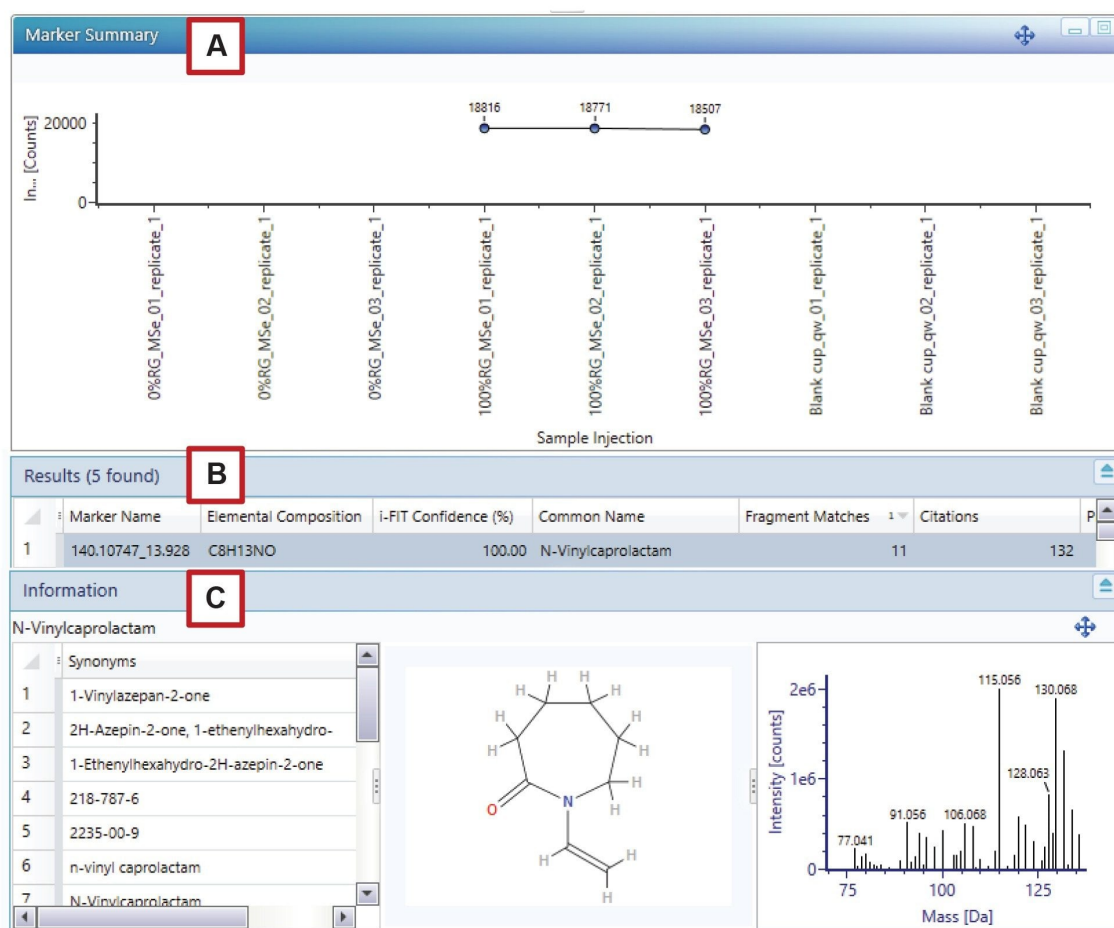 Marker Summary
A
In... [Counts]
20000
0
18816
18771
18507
0%RG_MSe_01_replicate_1
0%RG_MSe_02_replicate_1
0%RG_MSe_03_replicate_1
100%RG_MSe_01_replicate_1
100%RG_MSe_02_replicate_1
100%RG_MSe_03_replicate_1
Blank cup_qw_01_replicate_1
Blank cup_qw_02_replicate_1
Blank cup_qw_03_replicate_1
Sample Injection
Results (5 found)
B
Marker Name Elemental Composition i-FIT Confidence (%) Common Name Fragment Matches 1 Citations P
1 140.10747_13.928 C8H13NO 100.00 N-Vinylcaprolactam 11 132
Information
C
N-Vinylcaprolactam
Synonyms
1 1-Vinylazepan-2-one
2 2H-Azepin-2-one, 1-ethenylhexahydro-
3 1-Ethenylhexahydro-2H-azepin-2-one
4 218-787-6
5 2235-00-9
6 n-vinyl caprolactam
7 N-Vinylcaprolactam
H H H H
H H
H H
H
H
O
N
H H
H
Intensity [counts]
2e6
1e6
0
77.041
91.056
106.068
115.056
128.063
130.068
75 100 125
Mass [Da]